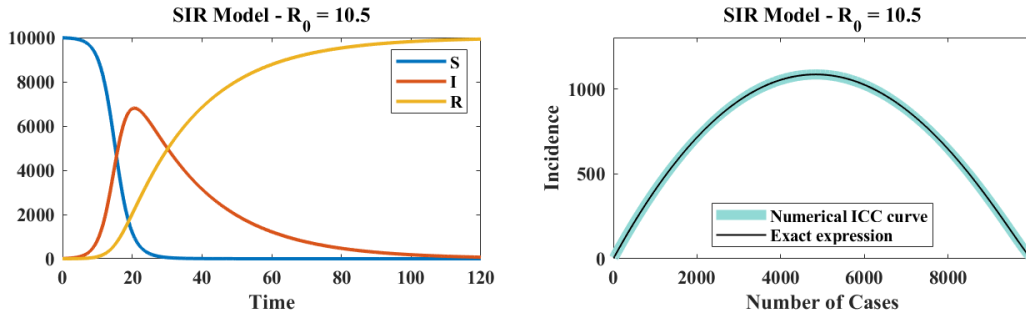 SIR Model - R0 = 10.5
10000
8000
6000
4000
2000
0
S
I
R
0 20 40 60 80 100 120
Time
SIR Model - R0 = 10.5
Incidence
1000
500
0
Numerical ICC curve
Exact expression
0 2000 4000 6000 8000
Number of Cases